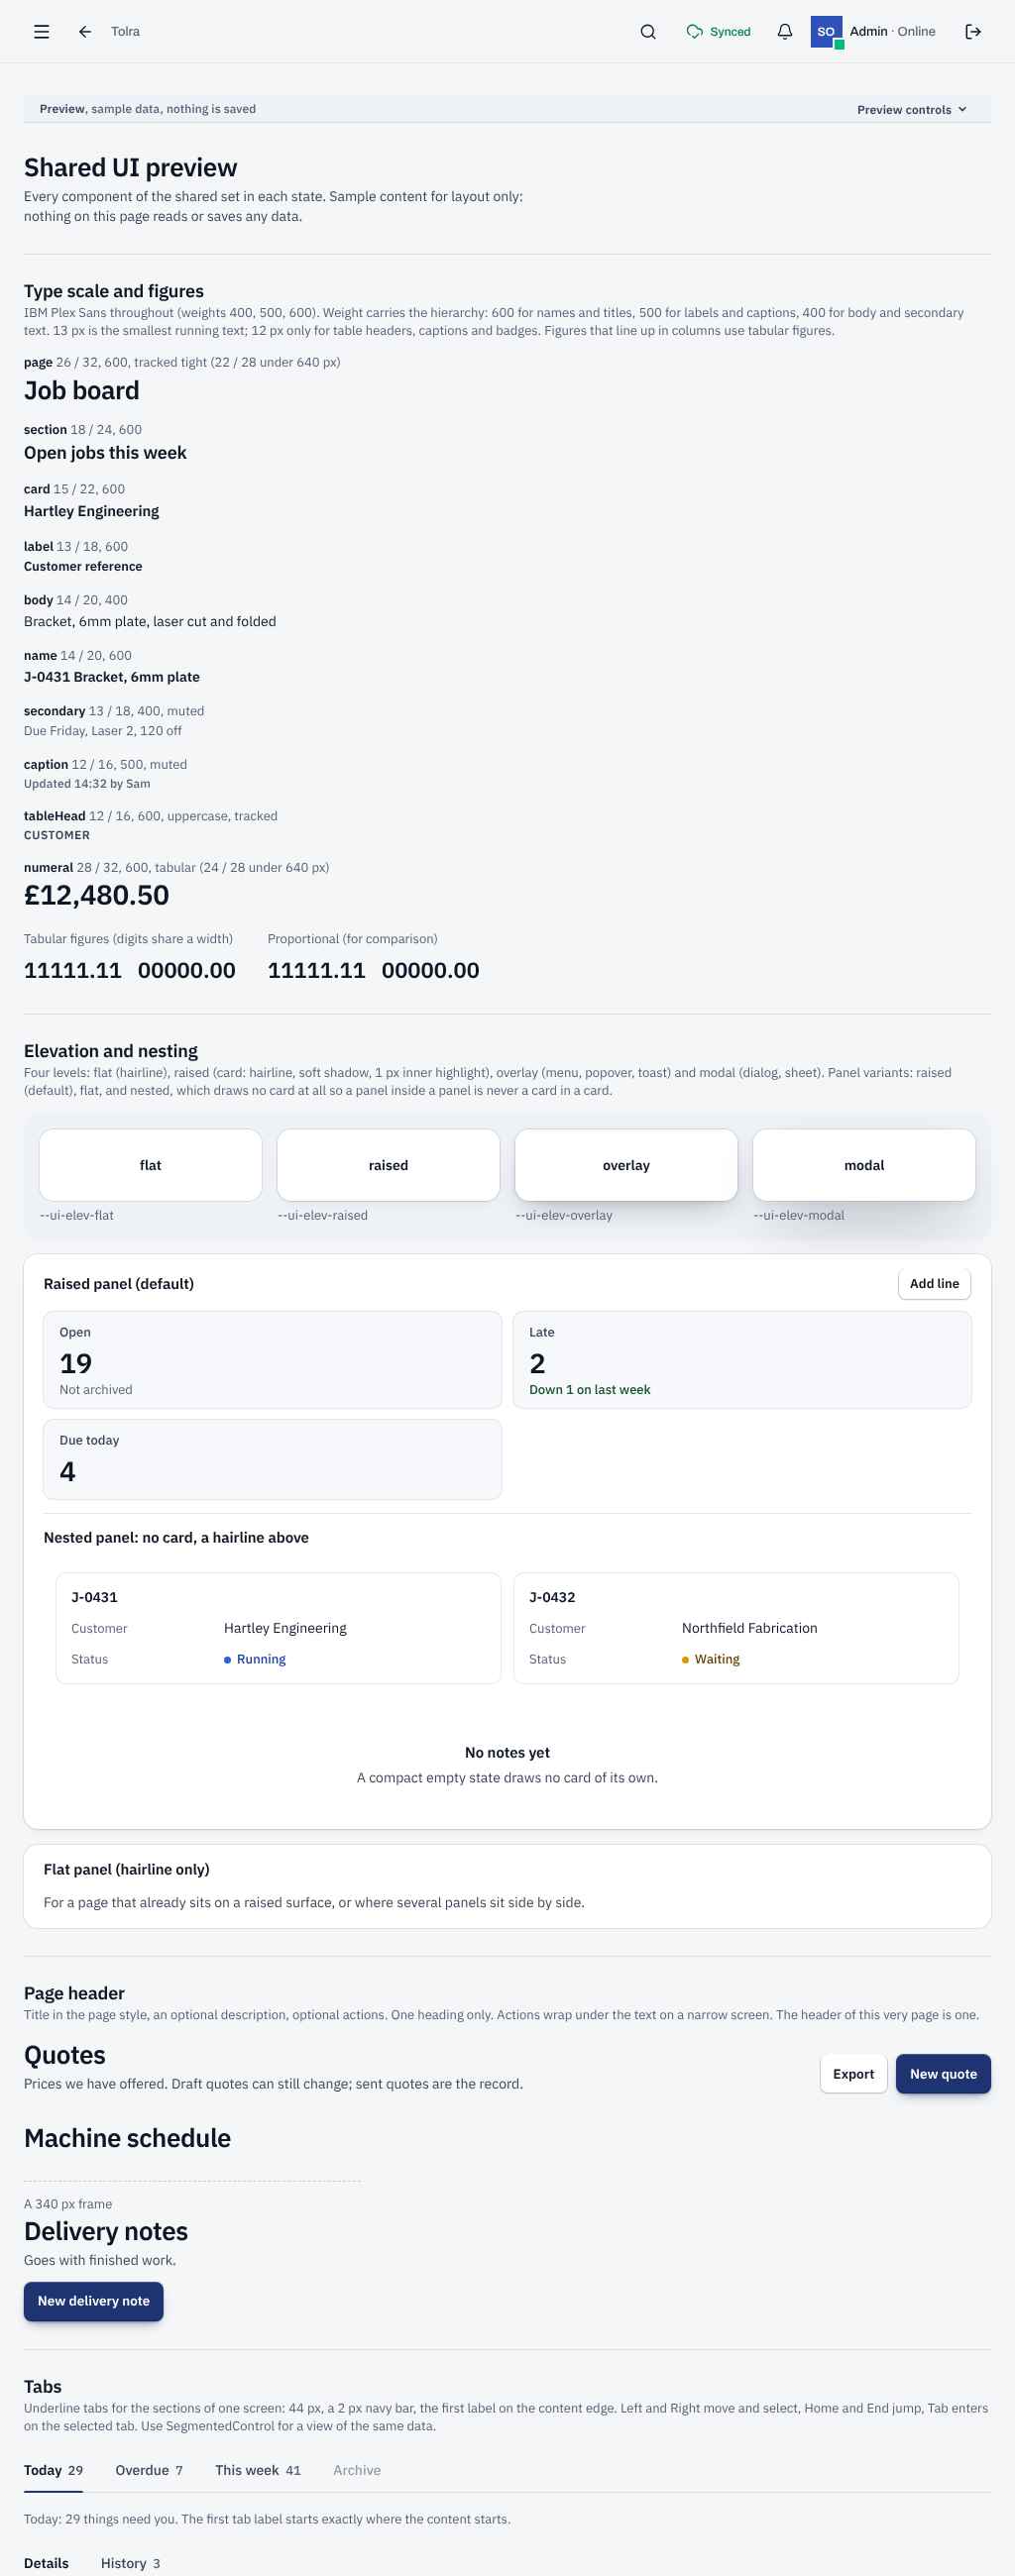 Tolra
Synced
SO
Admin · Online
Preview, sample data, nothing is saved
Preview controls
Shared UI preview
Every component of the shared set in each state. Sample content for layout only:
nothing on this page reads or saves any data.
Type scale and figures
IBM Plex Sans throughout (weights 400, 500, 600). Weight carries the hierarchy: 600 for names and titles, 500 for labels and captions, 400 for body and secondary
text. 13 px is the smallest running text; 12 px only for table headers, captions and badges. Figures that line up in columns use tabular figures.
page 26 / 32, 600, tracked tight (22 / 28 under 640 px)
Job board
section 18 / 24, 600
Open jobs this week
card 15 / 22, 600
Hartley Engineering
label 13 / 18, 600
Customer reference
body 14 / 20, 400
Bracket, 6mm plate, laser cut and folded
name 14 / 20, 600
J-0431 Bracket, 6mm plate
secondary 13 / 18, 400, muted
Due Friday, Laser 2, 120 off
caption 12 / 16, 500, muted
Updated 14:32 by Sam
tableHead 12 / 16, 600, uppercase, tracked
CUSTOMER
numeral 28 / 32, 600, tabular (24 / 28 under 640 px)
£12,480.50
Tabular figures (digits share a width)
Proportional (for comparison)
11111.11 00000.00
11111.11 00000.00
Elevation and nesting
Four levels: flat (hairline), raised (card: hairline, soft shadow, 1 px inner highlight), overlay (menu, popover, toast) and modal (dialog, sheet). Panel variants: raised
(default), flat, and nested, which draws no card at all so a panel inside a panel is never a card in a card.
flat
raised
overlay
modal
--ui-elev-flat
--ui-elev-raised
--ui-elev-overlay
--ui-elev-modal
Raised panel (default)
Add line
Open
19
Not archived
Late
2
Down 1 on last week
Due today
4
Nested panel: no card, a hairline above
J-0431
Customer
Hartley Engineering
Status
Running
J-0432
Customer
Northfield Fabrication
Status
Waiting
No notes yet
A compact empty state draws no card of its own.
Flat panel (hairline only)
For a page that already sits on a raised surface, or where several panels sit side by side.
Page header
Title in the page style, an optional description, optional actions. One heading only. Actions wrap under the text on a narrow screen. The header of this very page is one.
Quotes
Prices we have offered. Draft quotes can still change; sent quotes are the record.
Export
New quote
Machine schedule
A 340 px frame
Delivery notes
Goes with finished work.
New delivery note
Tabs
Underline tabs for the sections of one screen: 44 px, a 2 px navy bar, the first label on the content edge. Left and Right move and select, Home and End jump, Tab enters
on the selected tab. Use SegmentedControl for a view of the same data.
Today 29
Overdue 7
This week 41
Archive
Today: 29 things need you. The first tab label starts exactly where the content starts.
Details
History 3